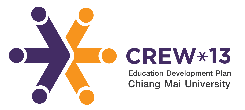 CREW*13
Education Development Plan
Chiang Mai University